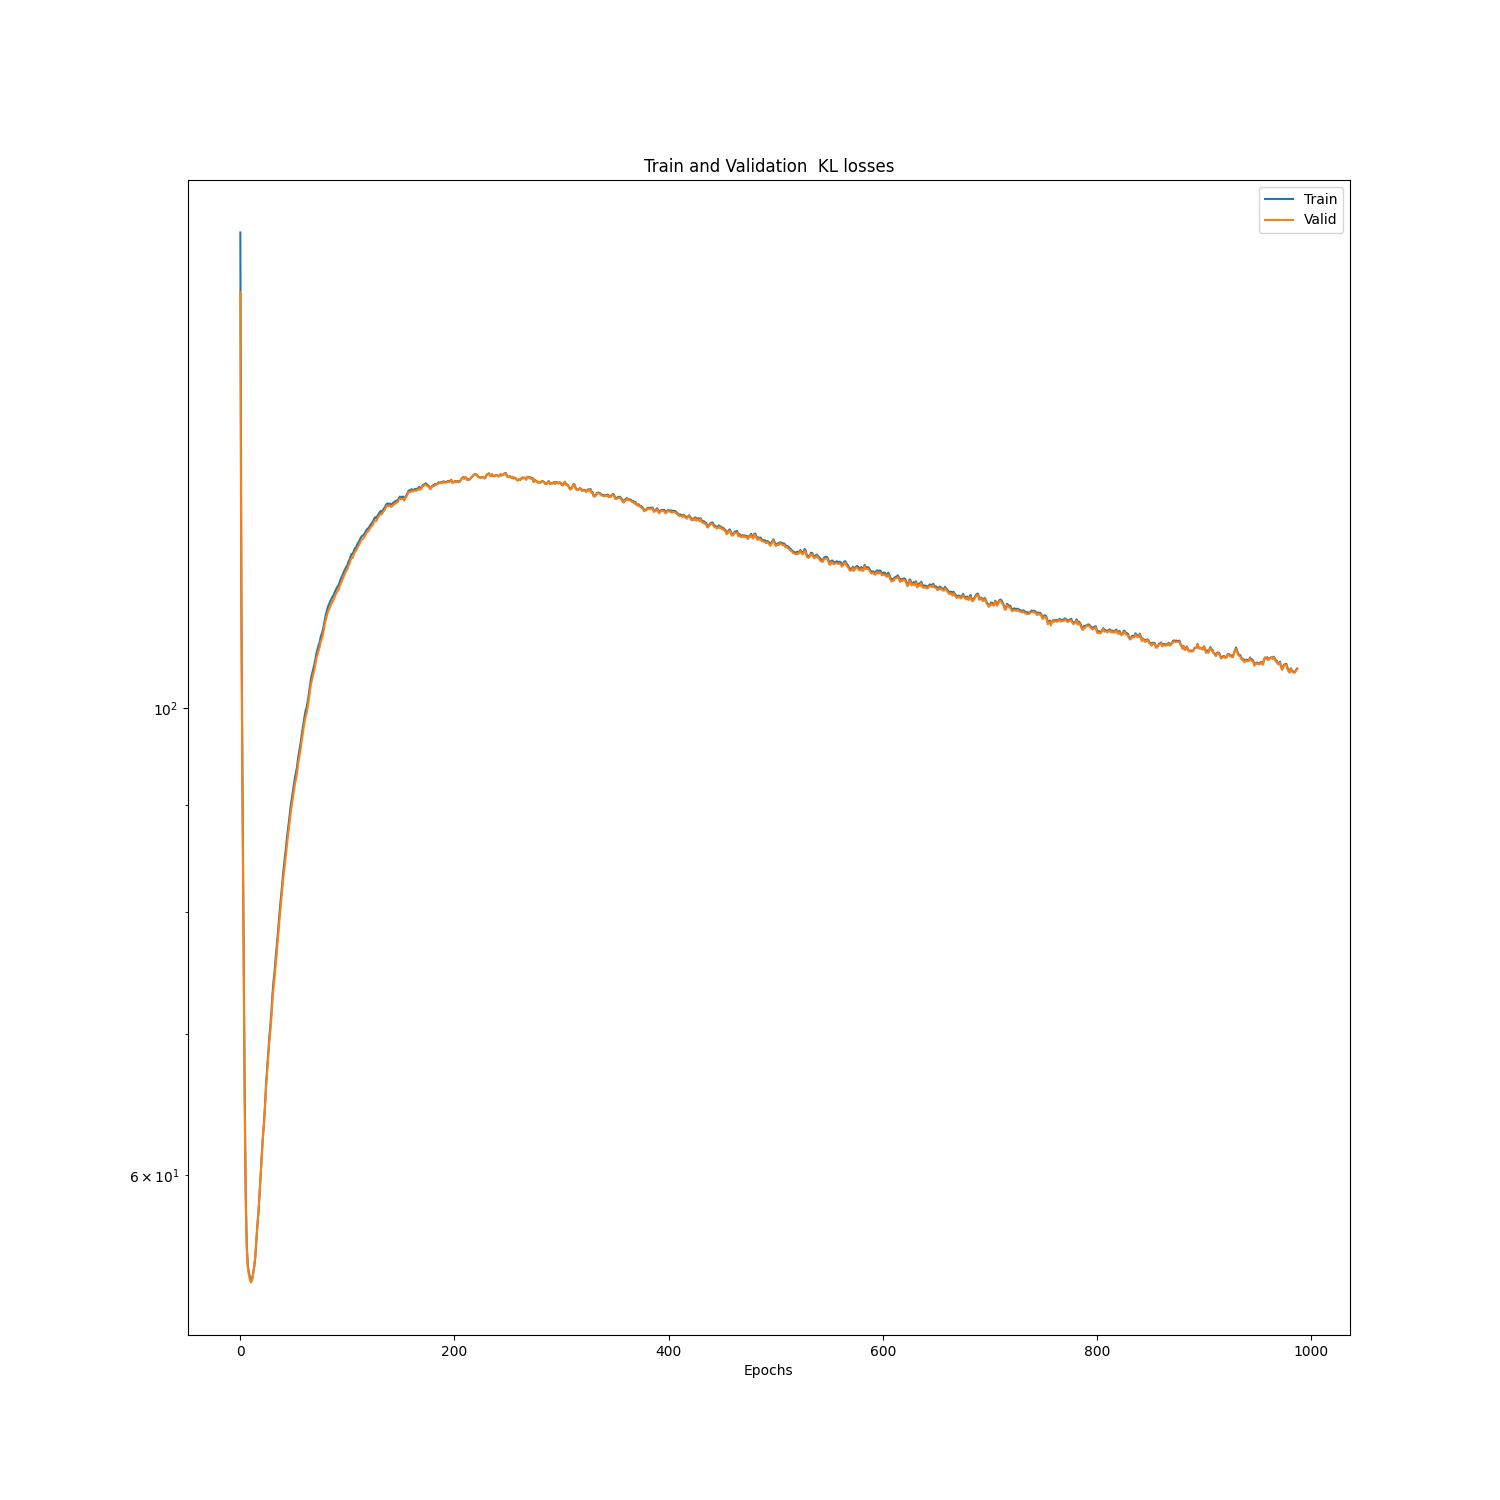 Train and Validation  KL losses
Train
Valid
10²
6 × 10¹
0 200 400 600 800 1000
Epochs